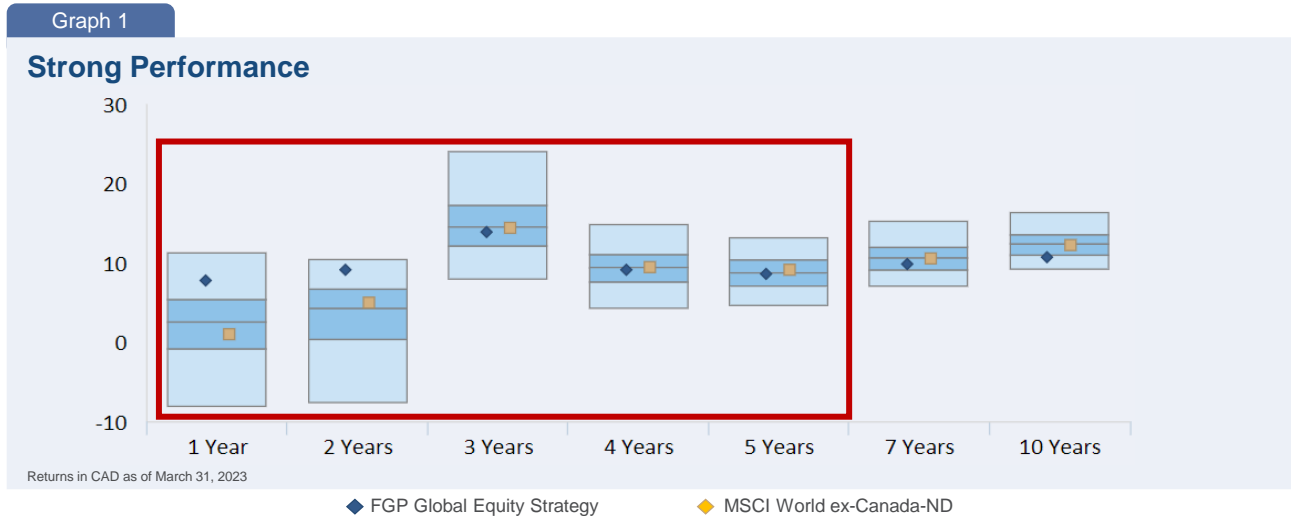 Graph 1
Strong Performance
30
20
10
0
-10
1 Year 2 Years 3 Years 4 Years 5 Years 7 Years 10 Years
Returns in CAD as of March 31, 2023
FGP Global Equity Strategy MSCI World ex-Canada-ND